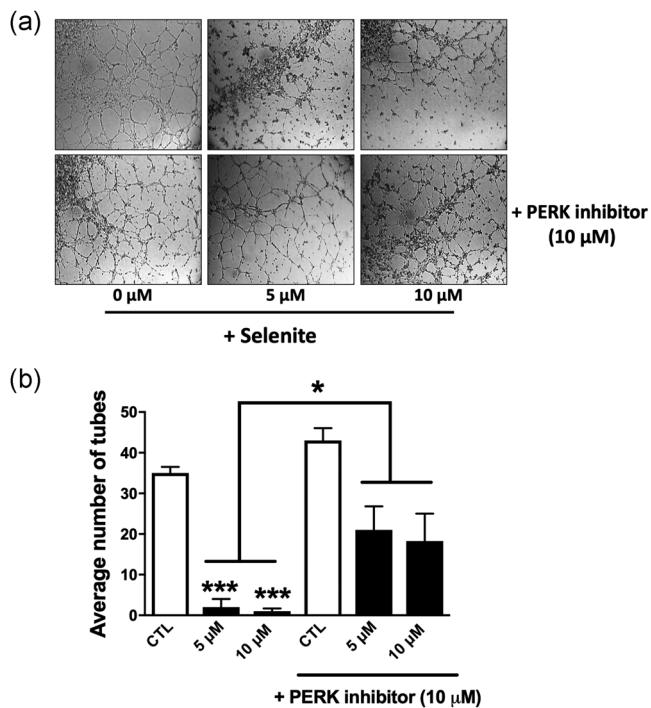 (a)
+ PERK inhibitor
(10 µM)
0 µM 5 µM 10 µM
+ Selenite
(b)
Average number of tubes
50
40
30
20
10
0
*
***
***
CTL
5 µM
10 µM
CTL
5 µM
10 µM
+ PERK inhibitor (10 µM)